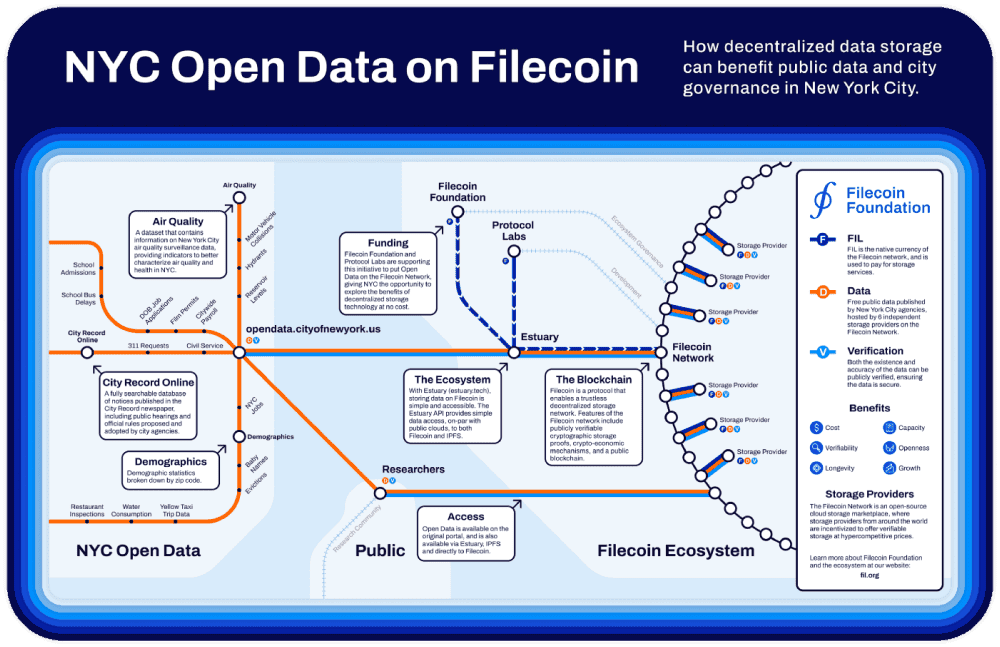 NYC Open Data on Filecoin
How decentralized data storage
can benefit public data and city
governance in New York City.
Air Quality
Air Quality
A dataset that contains
information on New York City
air quality surveillance data,
providing indicators to better
characterize air quality and
health in NYC.
Motor Vehicle
Collisions
Hydrants
Reservoir
Levels
School
Admissions
School Bus
Delays
DOB Job
Applications
Film Permits
Citywide
Payroll
City Record
Online
311 Requests
Civil Service
opendata.cityofnewyork.us
D V
City Record Online
A fully searchable database
of notices published in the
City Record newspaper,
including public hearings and
official rules proposed and
adopted by city agencies.
NYC
Jobs
Demographics
Demographics
Demographic statistics
broken down by zip code.
Baby
Names
Evictions
Restaurant
Inspections
Water
Consumption
Yellow Taxi
Trip Data
NYC Open Data
Filecoin
Foundation
F
Protocol
Labs
F
Funding
Filecoin Foundation and
Protocol Labs are supporting
this initiative to put Open
Data on the Filecoin Network,
giving NYC the opportunity to
explore the benefits of
decentralized storage
technology at no cost.
Ecosystem Governance
Development
Estuary
Filecoin
Network
The Ecosystem
With Estuary (estuary.tech),
storing data on Filecoin is
simple and accessible. The
Estuary API provides simple
data access, on-par with
public clouds, to both
Filecoin and IPFS.
The Blockchain
Filecoin is a protocol that
enables a trustless
decentralized storage
network. Features of the
Filecoin network include
publicly verifiable
cryptographic storage
proofs, crypto-economic
mechanisms, and a public
blockchain.
Researchers
D V
Research Community
Access
Open Data is available on the
original portal, and is also
available via Estuary, IPFS
and directly to Filecoin.
Public
Filecoin Ecosystem
Storage Provider
F D V
Storage Provider
F D V
Storage Provider
F D V
Storage Provider
F D V
Storage Provider
F D V
Storage Provider
F D V
Filecoin
Foundation
F
FIL
FIL is the native currency of
the Filecoin network, and is
used to pay for storage
services.
D
Data
Free public data published
by New York City agencies,
hosted by 6 independent
storage providers on the
Filecoin Network.
V
Verification
Both the existence and
accuracy of the data can be
publicly verified, ensuring
the data is secure.
Benefits
Cost
Capacity
Verifiability
Openness
Longevity
Growth
Storage Providers
The Filecoin Network is an open-source
cloud storage marketplace, where
storage providers from around the world
are incentivized to offer verifiable
storage at hypercompetitive prices.
Learn more about Filecoin Foundation
and the ecosystem at our website:
fil.org